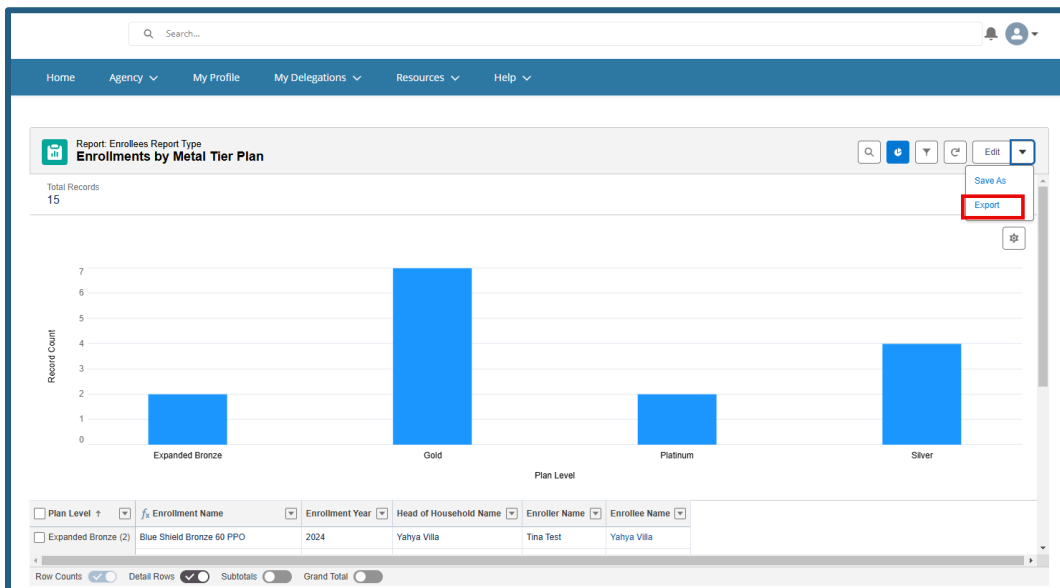 Search...
Home Agency My Profile My Delegations Resources Help
Report: Enrollees Report Type
Enrollments by Metal Tier Plan
Edit
Save As
Export
Total Records
15
7
6
5
4
3
2
1
0
Record Count
Expanded Bronze Gold Platinum Silver
Plan Level
Plan Level ↑ fx Enrollment Name Enrollment Year Head of Household Name Enroller Name Enrollee Name
Expanded Bronze (2) Blue Shield Bronze 60 PPO 2024 Yahya Villa Tina Test Yahya Villa
Row Counts Detail Rows Subtotals Grand Total